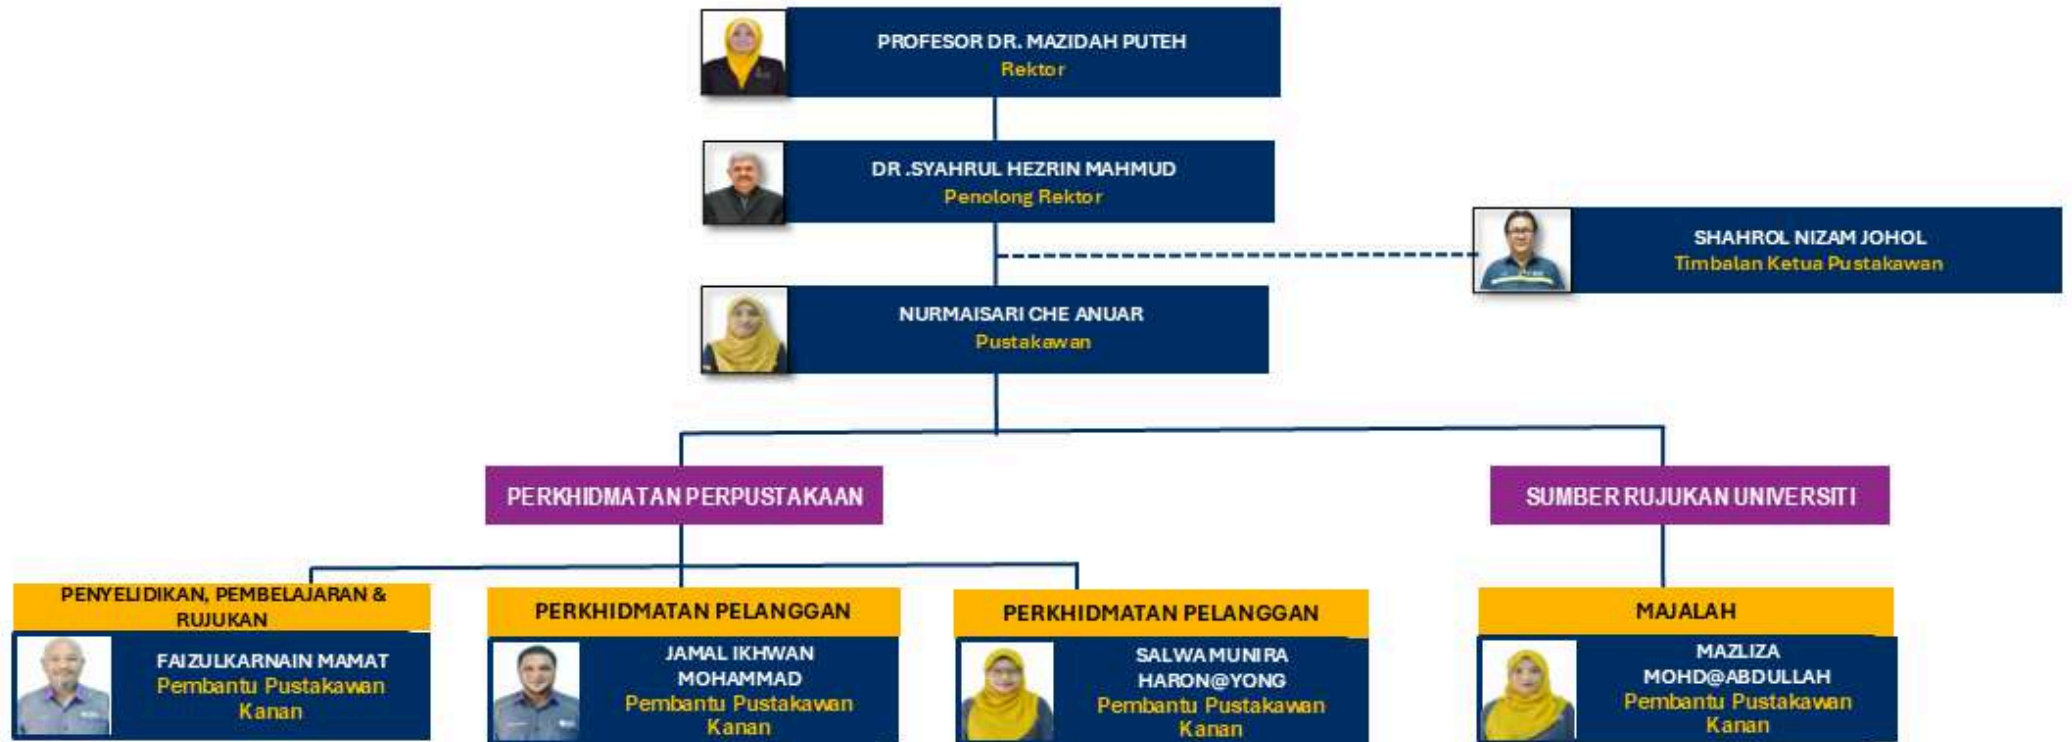 PROFESOR DR. MAZIDAH PUTEH
Rektor
DR .SYAHRUL HEZRIN MAHMUD
Penolong Rektor
SHAHROL NIZAM JOHOL
Timbalan Ketua Pustakawan
NURMAISARI CHE ANUAR
Pustakawan
PERKHIDMATAN PERPUSTAKAAN
SUMBER RUJUKAN UNIVERSITI
PENYELIDIKAN, PEMBELAJARAN &
RUJUKAN
FAIZULKARNAIN MAMAT
Pembantu Pustakawan
Kanan
PERKHIDMATAN PELANGGAN
JAMAL IKHWAN
MOHAMMAD
Pembantu Pustakawan
Kanan
PERKHIDMATAN PELANGGAN
SALWA MUNIRA
HARON@YONG
Pembantu Pustakawan
Kanan
MAJALAH
MAZLIZA
MOHD@ABDULLAH
Pembantu Pustakawan
Kanan